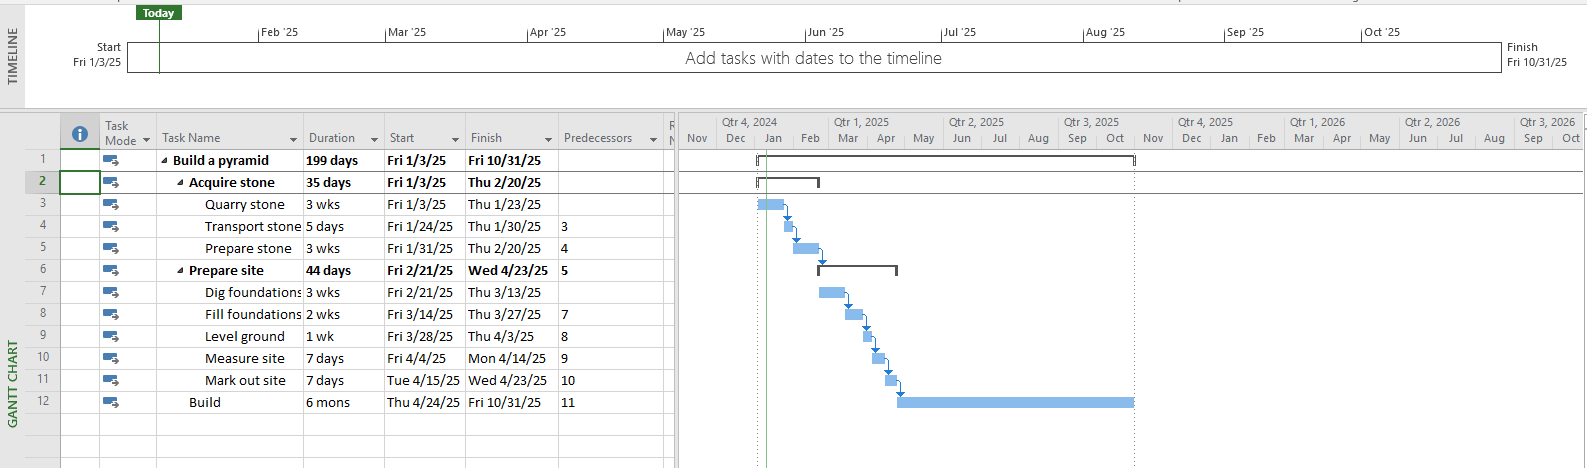 Today
Feb '25 Mar '25 Apr '25 May '25 Jun '25 Jul '25 Aug '25 Sep '25 Oct '25
Start
Fri 1/3/25
Add tasks with dates to the timeline
Finish
Fri 10/31/25
TIMELINE
Task Mode Task Name Duration Start Finish Predecessors
Qtr 4, 2024 Qtr 1, 2025 Qtr 2, 2025 Qtr 3, 2025 Qtr 4, 2025 Qtr 1, 2026 Qtr 2, 2026 Qtr 3, 2026
Nov Dec Jan Feb Mar Apr May Jun Jul Aug Sep Oct Nov Dec Jan Feb Mar Apr May Jun Jul Aug Sep Oct
1 Build a pyramid 199 days Fri 1/3/25 Fri 10/31/25
2 Acquire stone 35 days Fri 1/3/25 Thu 2/20/25
3 Quarry stone 3 wks Fri 1/3/25 Thu 1/23/25
4 Transport stone 5 days Fri 1/24/25 Thu 1/30/25 3
5 Prepare stone 3 wks Fri 1/31/25 Thu 2/20/25 4
6 Prepare site 44 days Fri 2/21/25 Wed 4/23/25 5
7 Dig foundations 3 wks Fri 2/21/25 Thu 3/13/25
8 Fill foundations 2 wks Fri 3/14/25 Thu 3/27/25 7
9 Level ground 1 wk Fri 3/28/25 Thu 4/3/25 8
10 Measure site 7 days Fri 4/4/25 Mon 4/14/25 9
11 Mark out site 7 days Tue 4/15/25 Wed 4/23/25 10
12 Build 6 mons Thu 4/24/25 Fri 10/31/25 11
GANTT CHART